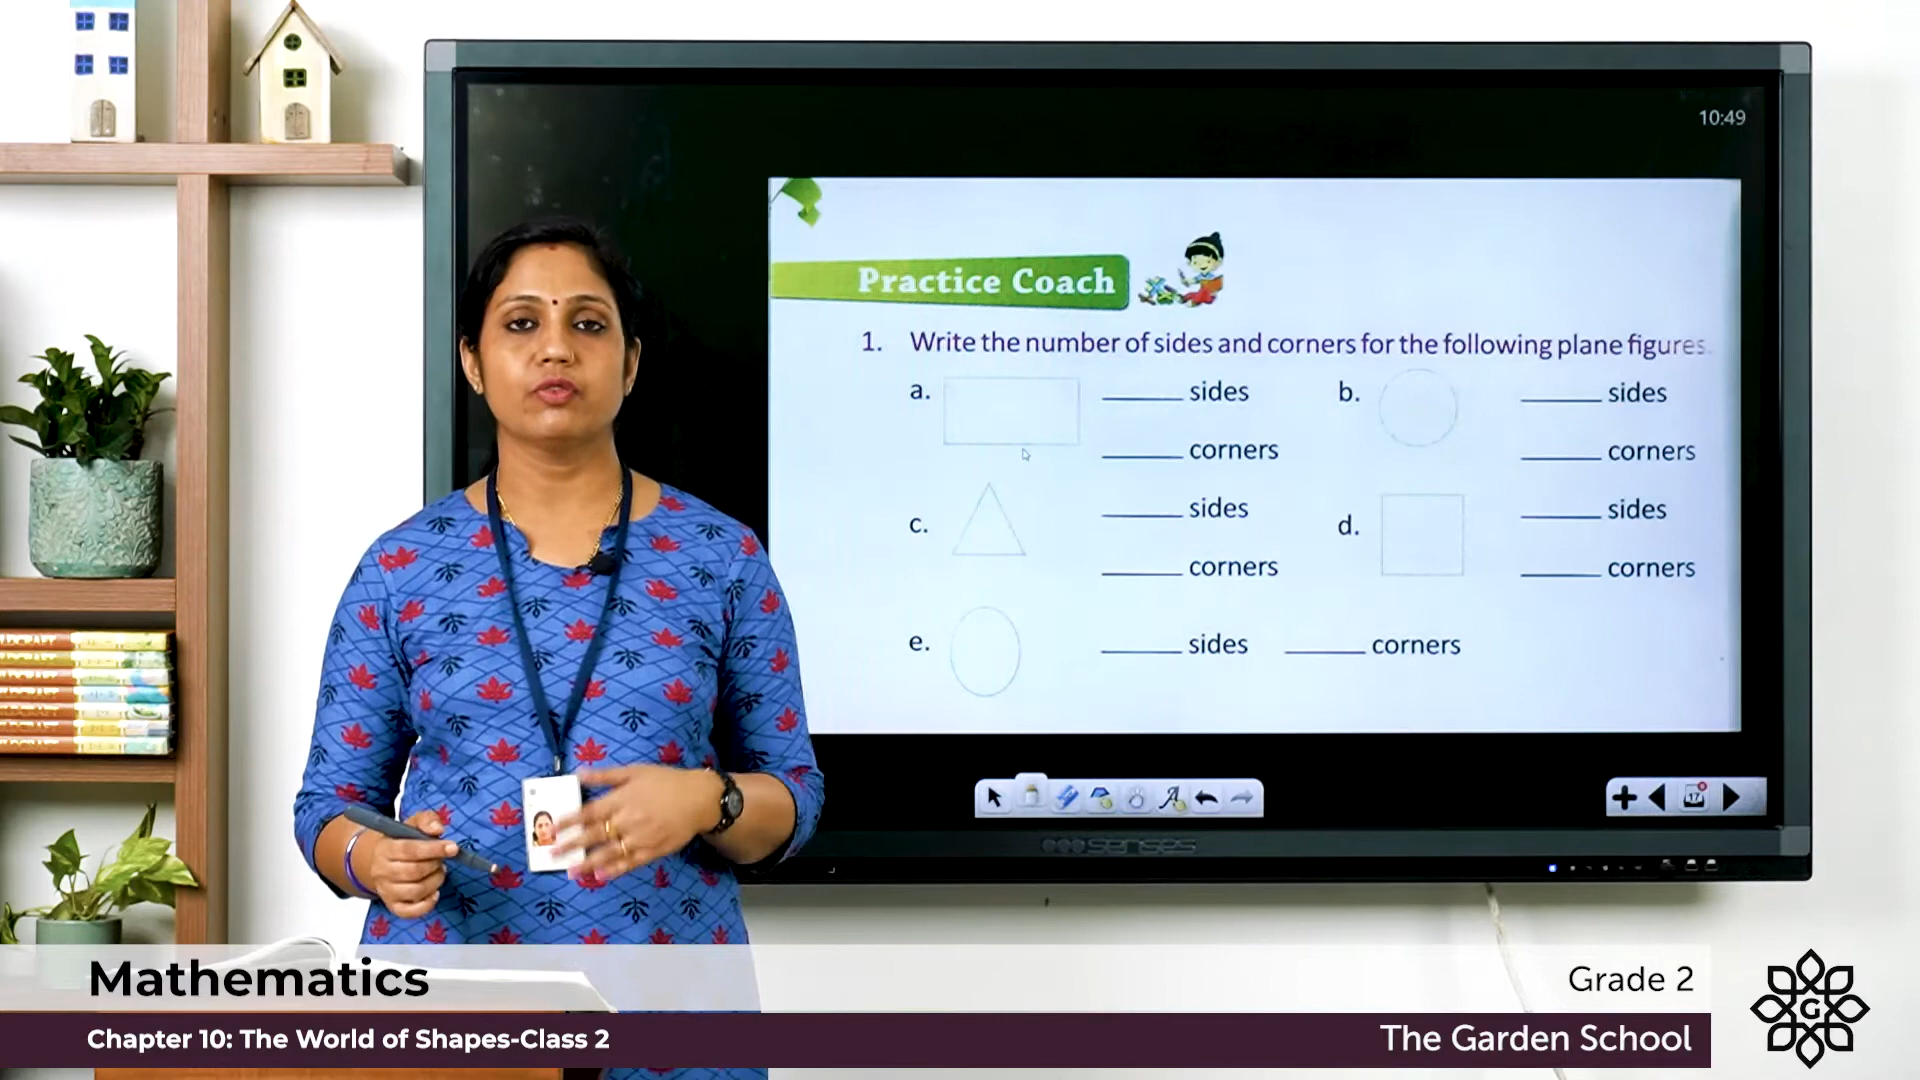 10:49
Practice Coach
1. Write the number of sides and corners for the following plane figures.
a. ______ sides b. ______ sides
______ corners ______ corners
c. ______ sides d. ______ sides
______ corners ______ corners
e. ______ sides ______ corners
17
senses
Mathematics
Grade 2
Chapter 10: The World of Shapes-Class 2
The Garden School
G